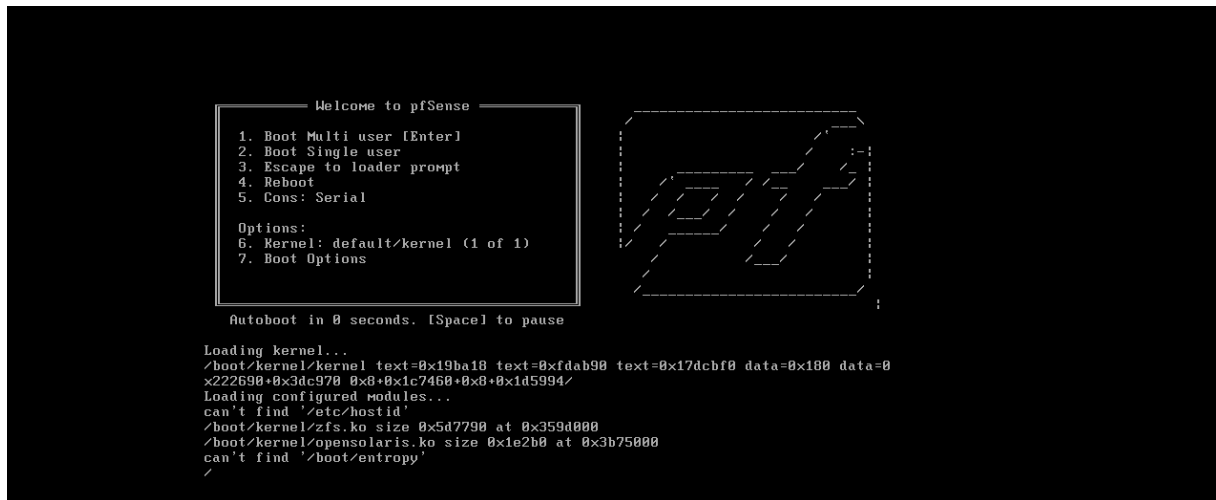 Welcome to pfSense
1. Boot Multi user [Enter]
2. Boot Single user
3. Escape to loader prompt
4. Reboot
5. Cons: Serial
Options:
6. Kernel: default/kernel (1 of 1)
7. Boot Options
Autoboot in 0 seconds. [Space] to pause
Loading kernel...
/boot/kernel/kernel text=0x19ba18 text=0xfdab90 text=0x17dcbf0 data=0x180 data=0
x222690+0x3dc970 0x8+0x1c7460+0x8+0x1d5994/
Loading configured modules...
can't find '/etc/hostid'
/boot/kernel/zfs.ko size 0x5d7790 at 0x359d000
/boot/kernel/opensolaris.ko size 0x1e2b0 at 0x3b75000
can't find '/boot/entropy'
/